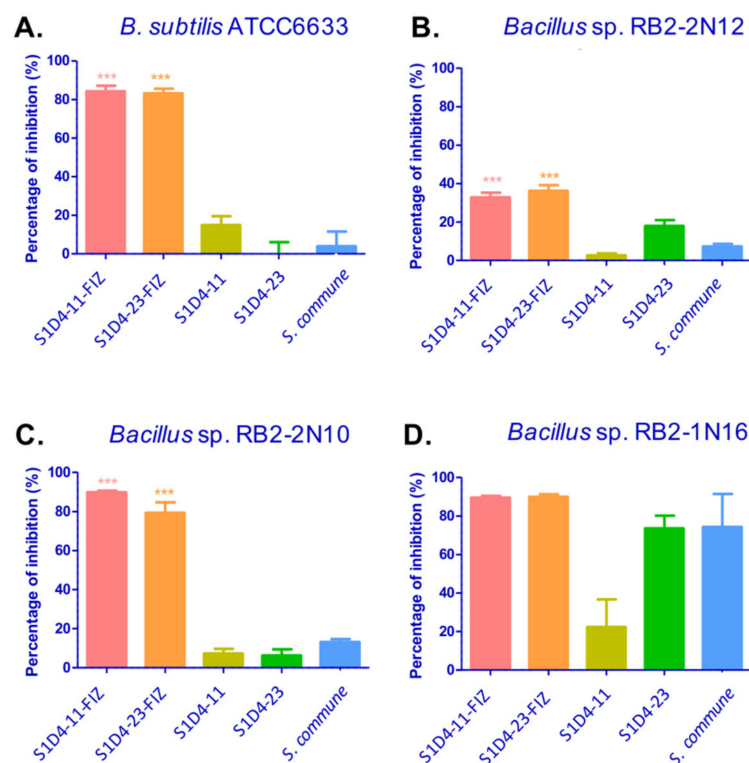 A.
B. subtilis ATCC6633
Percentage of inhibition (%)
100
80
60
40
20
0
***
***
S1D4-11-FIZ
S1D4-23-FIZ
S1D4-11
S1D4-23
S. commune
B.
Bacillus sp. RB2-2N12
Percentage of inhibition (%)
100
80
60
40
20
0
***
***
S1D4-11-FIZ
S1D4-23-FIZ
S1D4-11
S1D4-23
S. commune
C.
Bacillus sp. RB2-2N10
Percentage of inhibition (%)
100
80
60
40
20
0
***
***
S1D4-11-FIZ
S1D4-23-FIZ
S1D4-11
S1D4-23
S. commune
D.
Bacillus sp. RB2-1N16
Percentage of inhibition (%)
100
80
60
40
20
0
S1D4-11-FIZ
S1D4-23-FIZ
S1D4-11
S1D4-23
S. commune